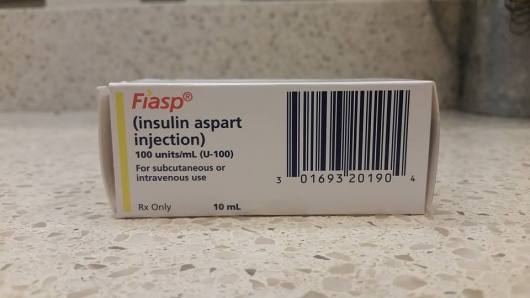 Fiasp®
(insulin aspart
injection)
100 units/mL (U-100)
For subcutaneous or
intravenous use
Rx Only 10 mL
3 01693 20190 4